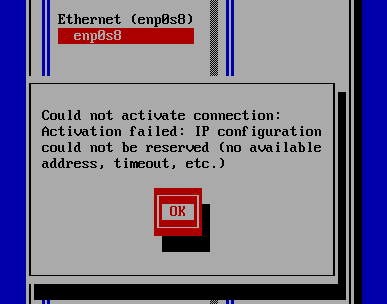 Ethernet (enp0s8)
enp0s8
Could not activate connection:
Activation failed: IP configuration
could not be reserved (no available
address, timeout, etc.)
OK